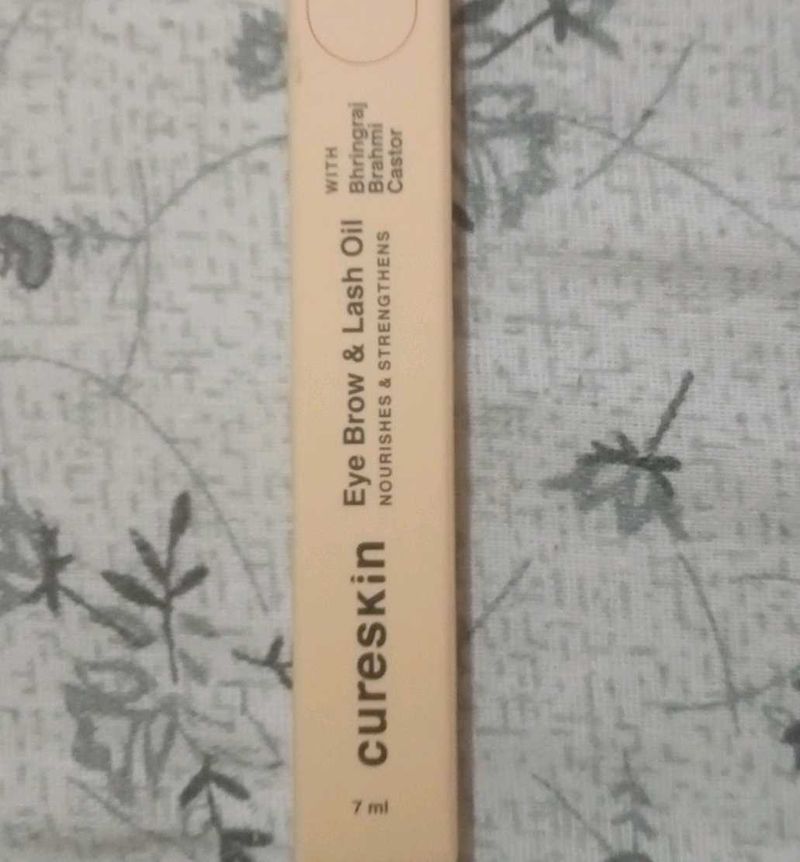 cureskin
Eye Brow & Lash Oil
NOURISHES & STRENGTHENS
WITH
Bhringraj
Brahmi
Castor
7 ml